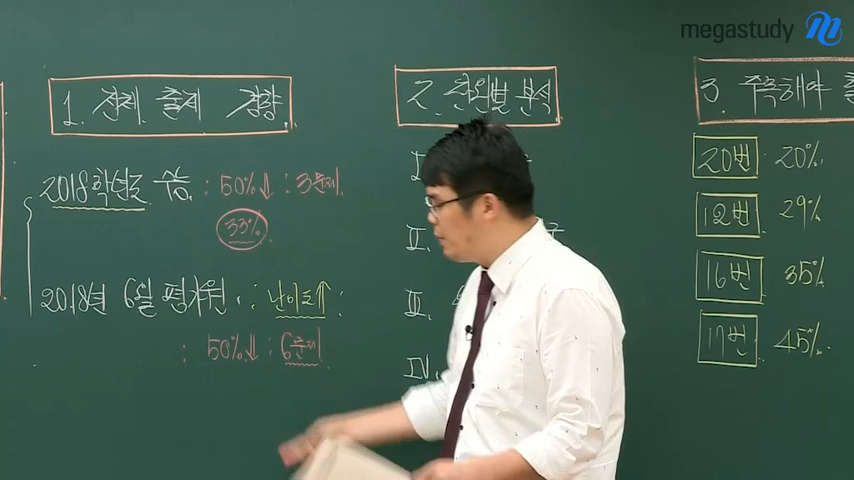 megastudy
1. 전체 출제 경향
2018학년도 수능 : 50%↓ : 3문제.
33%
2018년 6월 평가원 : 난이도↑ :
: 50%↓ : 6문제.
2. 단원별 분석
I.
II.
III.
IV.
3. 주목해야 할
20번 20%.
12번 29%
16번 35%
17번 45%.